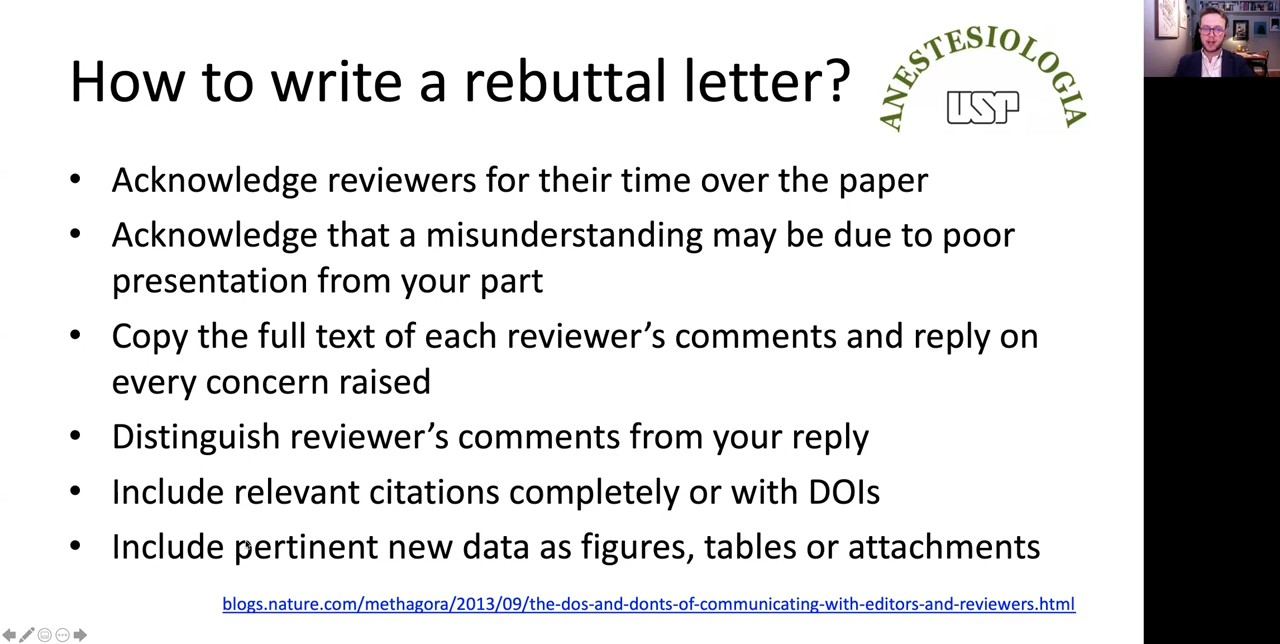 How to write a rebuttal letter?
ANESTESIOLOGIA
USP
• Acknowledge reviewers for their time over the paper
• Acknowledge that a misunderstanding may be due to poor
presentation from your part
• Copy the full text of each reviewer’s comments and reply on
every concern raised
• Distinguish reviewer’s comments from your reply
• Include relevant citations completely or with DOIs
• Include pertinent new data as figures, tables or attachments
blogs.nature.com/methagora/2013/09/the-dos-and-donts-of-communicating-with-editors-and-reviewers.html